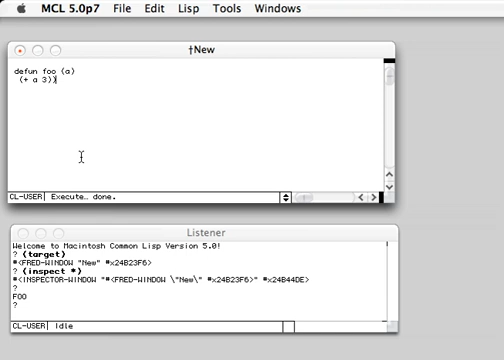 MCL 5.0p7 File Edit Lisp Tools Windows
†New
defun foo (a)
(+ a 3))
CL-USER| Execute… done.
Listener
Welcome to Macintosh Common Lisp Version 5.0!
? (target)
#<FRED-WINDOW "New" #x24B23F6>
? (inspect *)
#<INSPECTOR-WINDOW "#<FRED-WINDOW \"New\" #x24B23F6>" #x24B44DE>
?
FOO
?
CL-USER| Idle